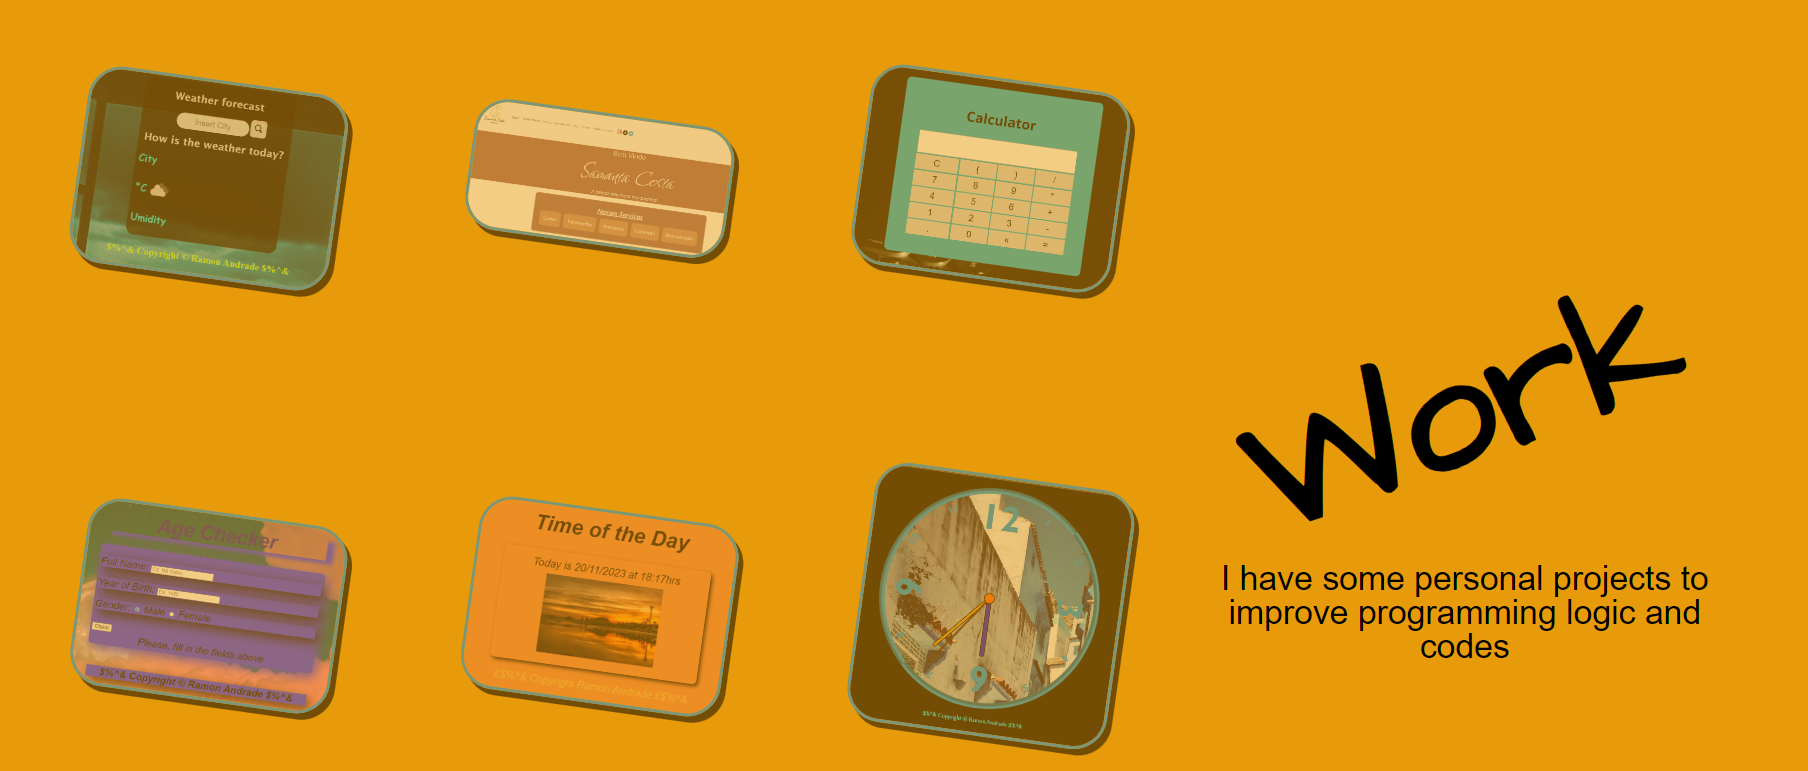 Weather forecast
Insert City
How is the weather today?
City
°C
Umidity
$%^& Copyright © Ramon Andrade $%^&
Bem Vindo
Samanta Costa
Nossos Serviços
Calculator
C ( ) /
7 8 9 *
4 5 6 +
1 2 3 -
. 0 « =
Work
I have some personal projects to
improve programming logic and
codes
Age Checker
Full Name:
Year of Birth:
Gender: Male Female
Check
Please, fill in the fields above
$%^& Copyright © Ramon Andrade $%^&
Time of the Day
Today is 20/11/2023 at 18:17hrs
£$%^& Copyright Ramon Andrade £$%^&
12
9 3
6
$%^& Copyright © Ramon Andrade $%^&